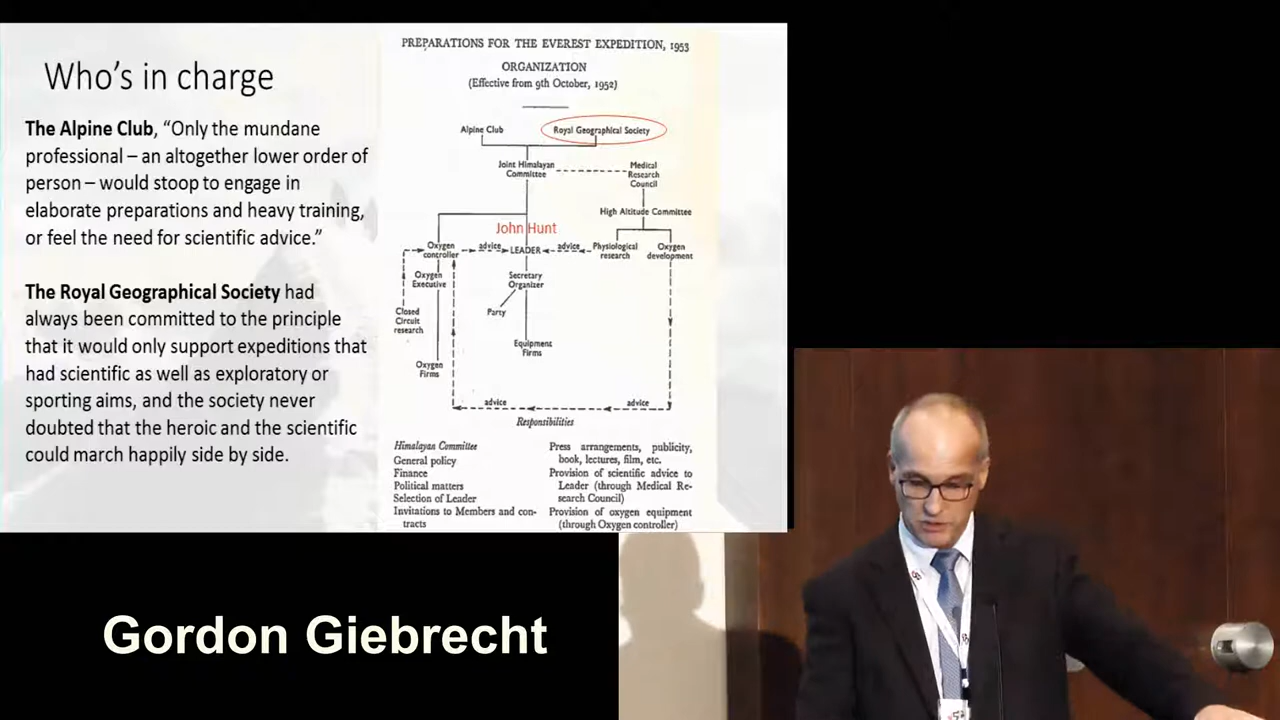 Who's in charge
The Alpine Club, “Only the mundane
professional – an altogether lower order of
person – would stoop to engage in
elaborate preparations and heavy training,
or feel the need for scientific advice.”
The Royal Geographical Society had
always been committed to the principle
that it would only support expeditions that
had scientific as well as exploratory or
sporting aims, and the society never
doubted that the heroic and the scientific
could march happily side by side.
PREPARATIONS FOR THE EVEREST EXPEDITION, 1953
ORGANIZATION
(Effective from 9th October, 1952)
Alpine Club
Royal Geographical Society
Joint Himalayan
Committee
Medical
Research
Council
High Altitude Committee
John Hunt
Oxygen
controller
advice
LEADER
advice
Physiological
research
Oxygen
development
Oxygen
Executive
Secretary
Organizer
Closed
Circuit
research
Party
Equipment
Firms
Oxygen
Firms
advice
advice
Responsibilities
Himalayan Committee
General policy
Finance
Political matters
Selection of Leader
Invitations to Members and con-
tracts
Press arrangements, publicity,
book, lectures, film, etc.
Provision of scientific advice to
Leader (through Medical Re-
search Council)
Provision of oxygen equipment
(through Oxygen controller)
Gordon Giebrecht